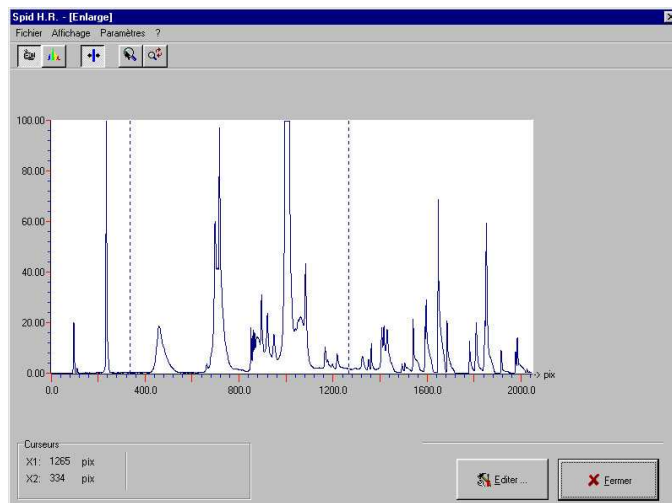 Spid H.R. - [Enlarge]
Fichier Affichage Paramètres ?
100.00
80.00
60.00
40.00
20.00
0.00
0.0 400.0 800.0 1200.0 1600.0 2000.0 pix
Curseurs
X1: 1265 pix
X2: 334 pix
Editer ...
Fermer